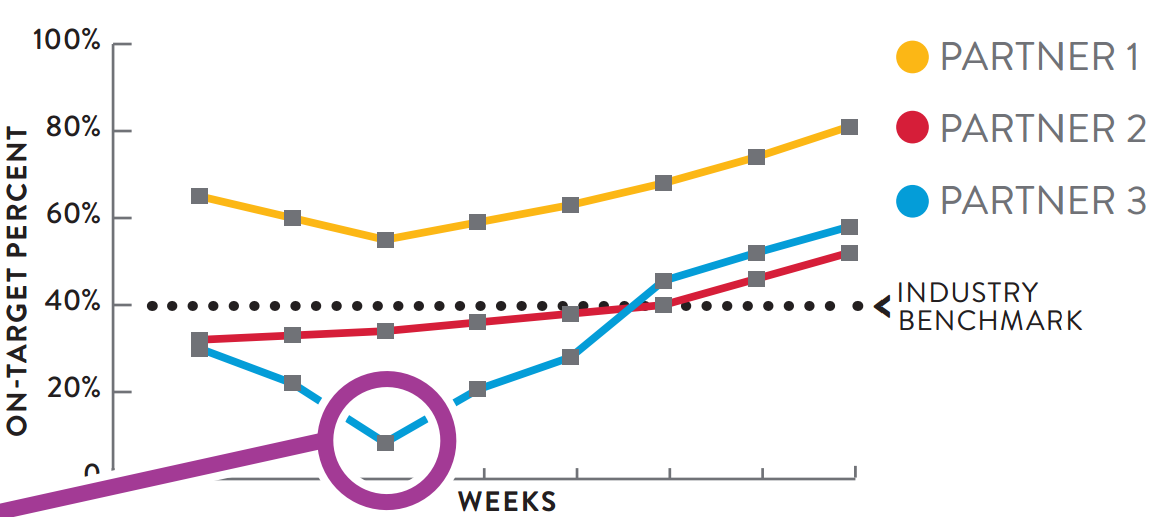 100%
80%
60%
40%
20%
0
ON-TARGET PERCENT
WEEKS
PARTNER 1
PARTNER 2
PARTNER 3
INDUSTRY
BENCHMARK